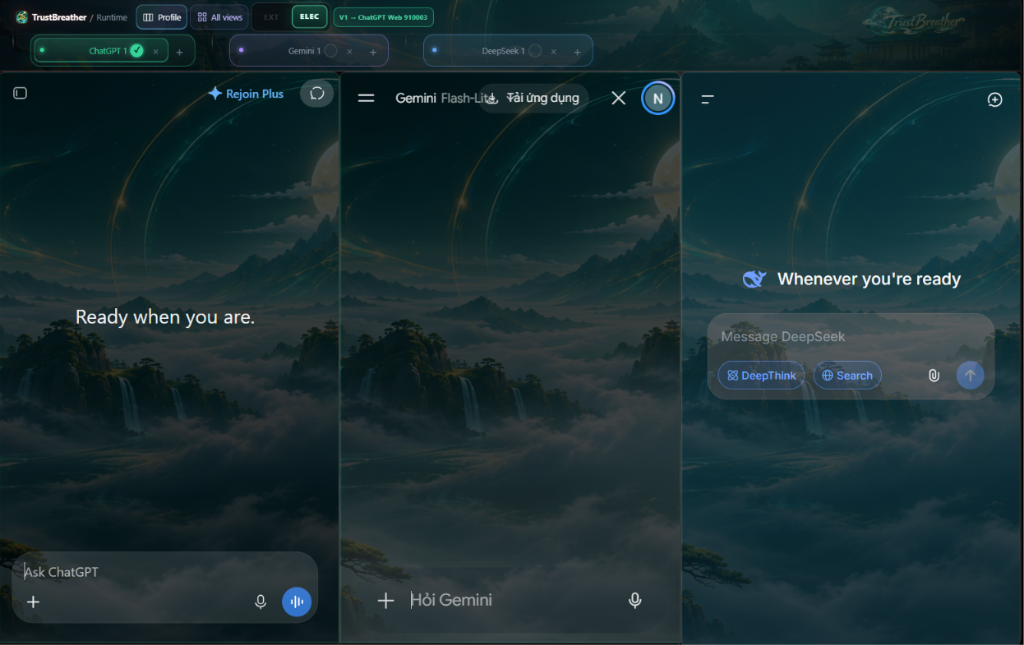 TrustBreather / Runtime Profile All views EXT ELEC V1 → ChatGPT Web 910003
TrustBreather
ChatGPT 1 × +
Gemini 1 × +
DeepSeek 1 × +
Rejoin Plus
Gemini Flash-Lite Tải ứng dụng
N
Ready when you are.
Ask ChatGPT
Hỏi Gemini
Whenever you're ready
Message DeepSeek
DeepThink Search